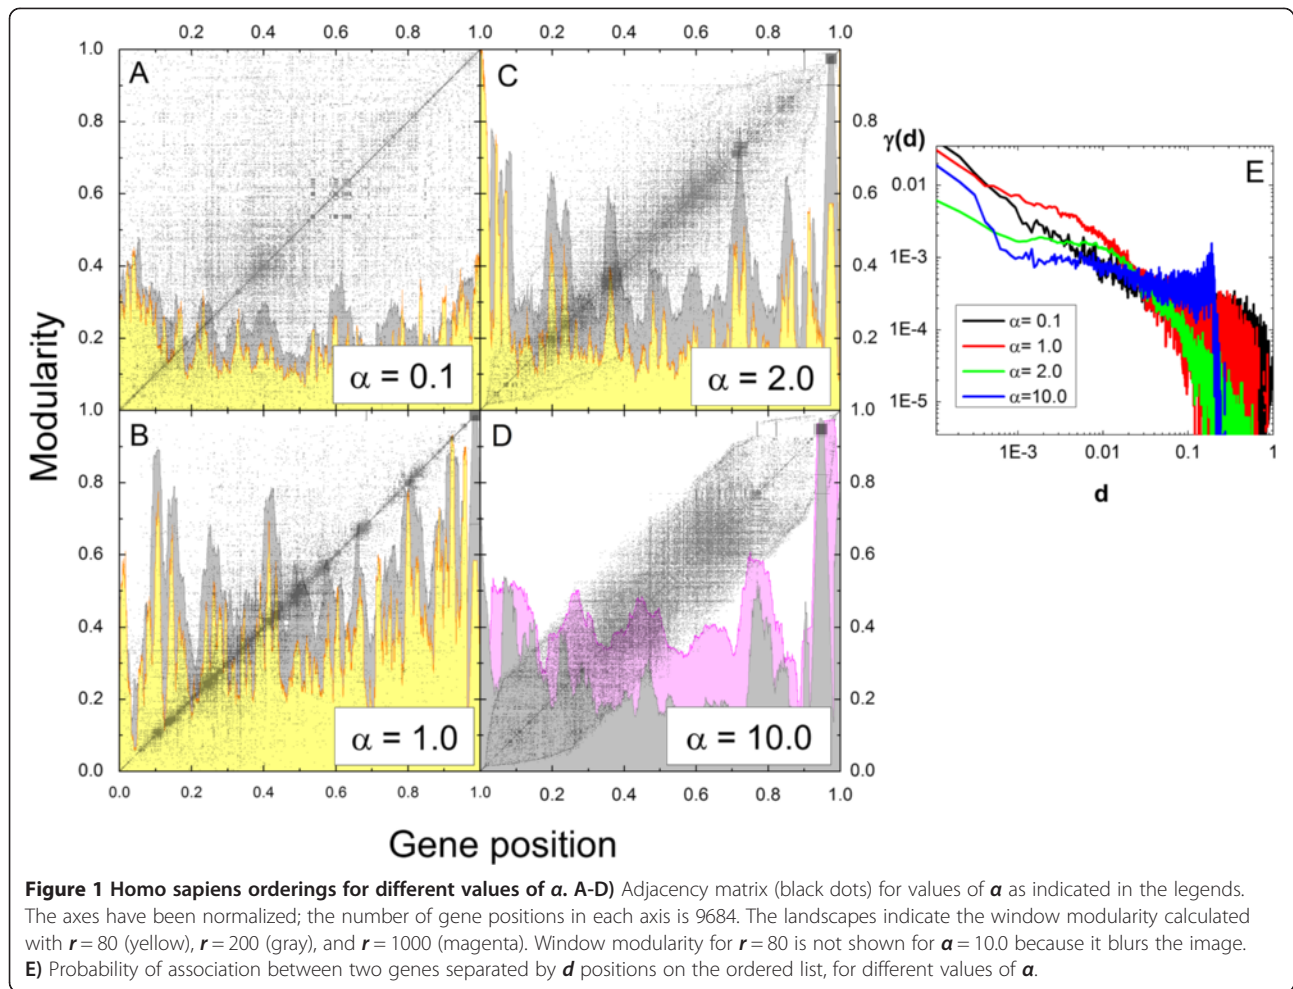 0.2 0.4 0.6 0.8 1.0 0.2 0.4 0.6 0.8 1.0
1.0
A
C
0.8 0.8
0.6 0.6
0.4 0.4
0.2 0.2
α = 0.1
α = 2.0
1.0 1.0
B
D
0.8 0.8
0.6 0.6
0.4 0.4
0.2 0.2
α = 1.0
α = 10.0
0.0 0.0
0.0 0.2 0.4 0.6 0.8 1.0 0.2 0.4 0.6 0.8 1.0
Modularity
Gene position
γ(d)
E
0.01
1E-3
1E-4
1E-5
α= 0.1
α= 1.0
α= 2.0
α=10.0
1E-3 0.01 0.1 1
d
Figure 1 Homo sapiens orderings for different values of α. A-D) Adjacency matrix (black dots) for values of α as indicated in the legends.
The axes have been normalized; the number of gene positions in each axis is 9684. The landscapes indicate the window modularity calculated
with r = 80 (yellow), r = 200 (gray), and r = 1000 (magenta). Window modularity for r = 80 is not shown for α = 10.0 because it blurs the image.
E) Probability of association between two genes separated by d positions on the ordered list, for different values of α.